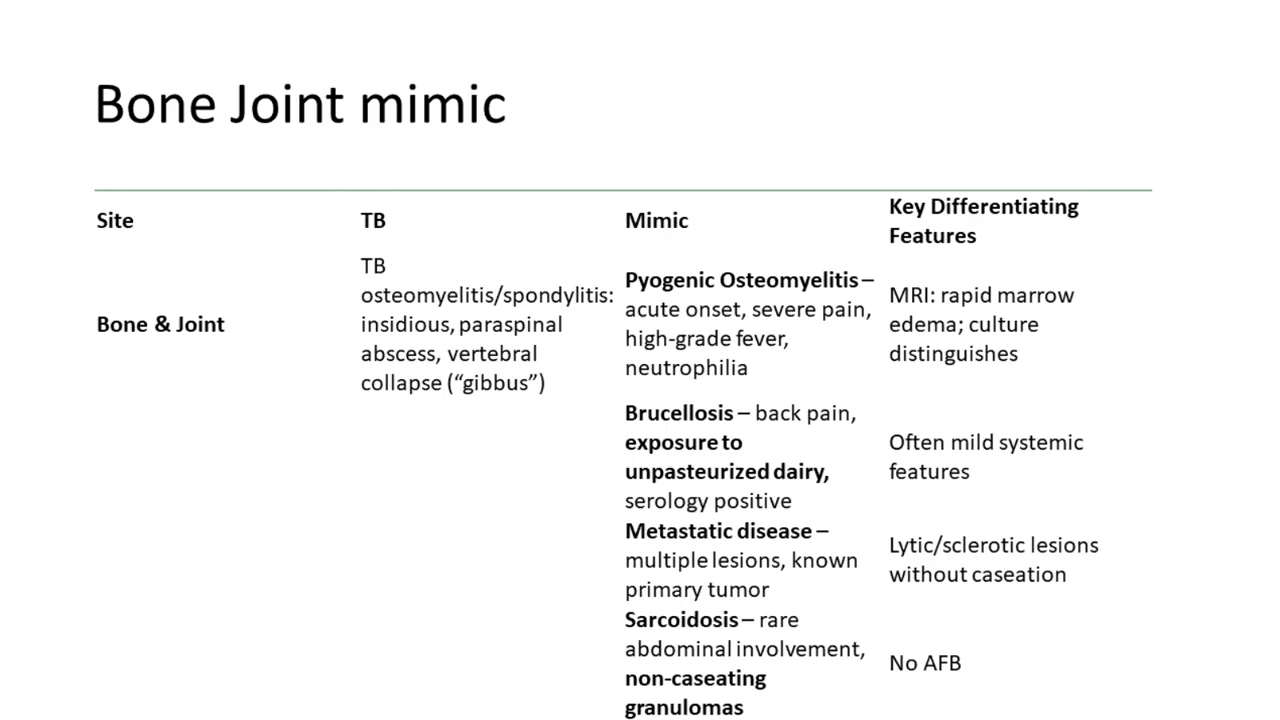 Bone Joint mimic
Site
TB
Mimic
Key Differentiating
Features
Bone & Joint
TB
osteomyelitis/spondylitis:
insidious, paraspinal
abscess, vertebral
collapse (“gibbus”)
Pyogenic Osteomyelitis –
acute onset, severe pain,
high-grade fever,
neutrophilia
MRI: rapid marrow
edema; culture
distinguishes
Brucellosis – back pain,
exposure to
unpasteurized dairy,
serology positive
Often mild systemic
features
Metastatic disease –
multiple lesions, known
primary tumor
Lytic/sclerotic lesions
without caseation
Sarcoidosis – rare
abdominal involvement,
non-caseating
granulomas
No AFB